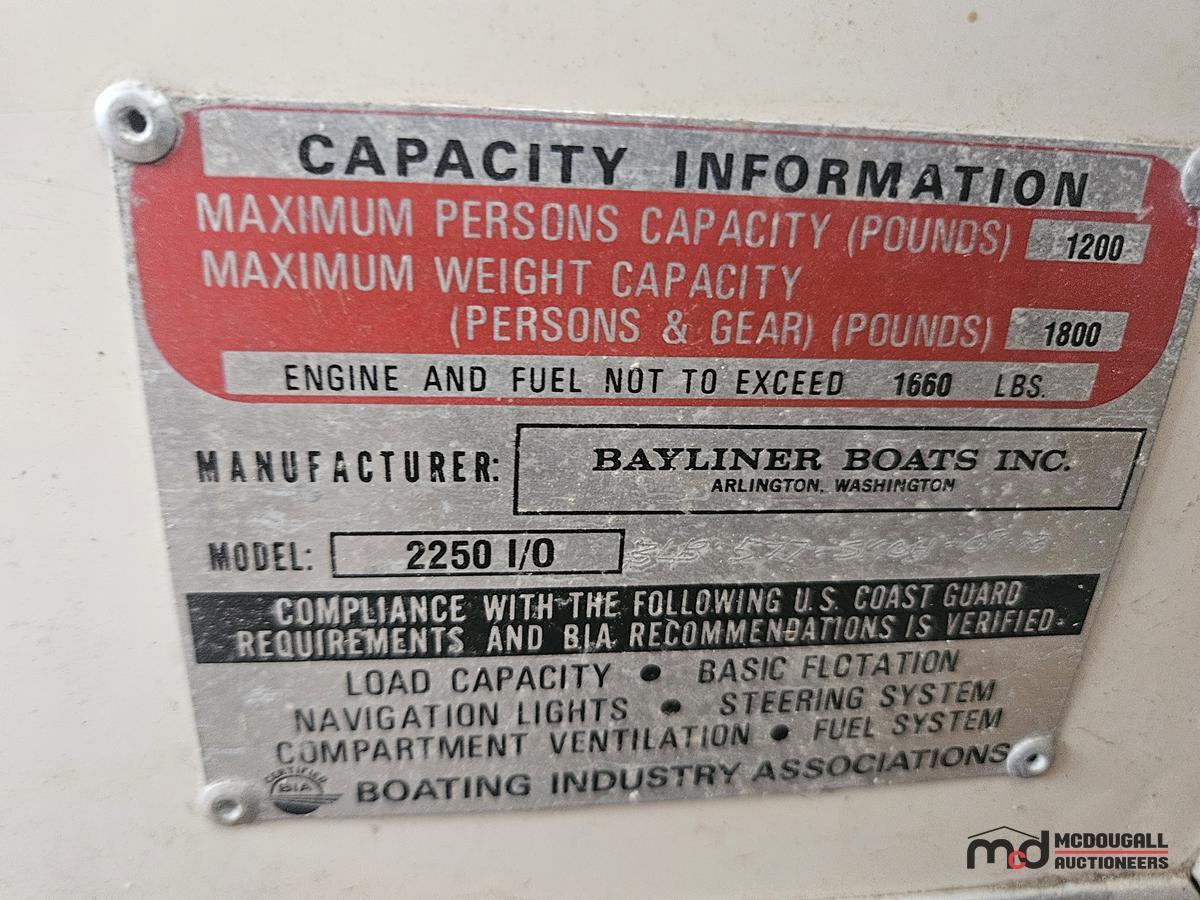 CAPACITY INFORMATION
MAXIMUM PERSONS CAPACITY (POUNDS) 1200
MAXIMUM WEIGHT CAPACITY
(PERSONS & GEAR) (POUNDS) 1800
ENGINE AND FUEL NOT TO EXCEED 1660 LBS.
MANUFACTURER: BAYLINER BOATS INC.
ARLINGTON, WASHINGTON
MODEL: 2250 I/O
COMPLIANCE WITH THE FOLLOWING U.S. COAST GUARD
REQUIREMENTS AND B.I.A. RECOMMENDATIONS IS VERIFIED.
LOAD CAPACITY • BASIC FLOTATION
NAVIGATION LIGHTS • STEERING SYSTEM
COMPARTMENT VENTILATION • FUEL SYSTEM
CERTIFIED
BIA
BOATING INDUSTRY ASSOCIATIONS
mcd MCDOUGALL
AUCTIONEERS